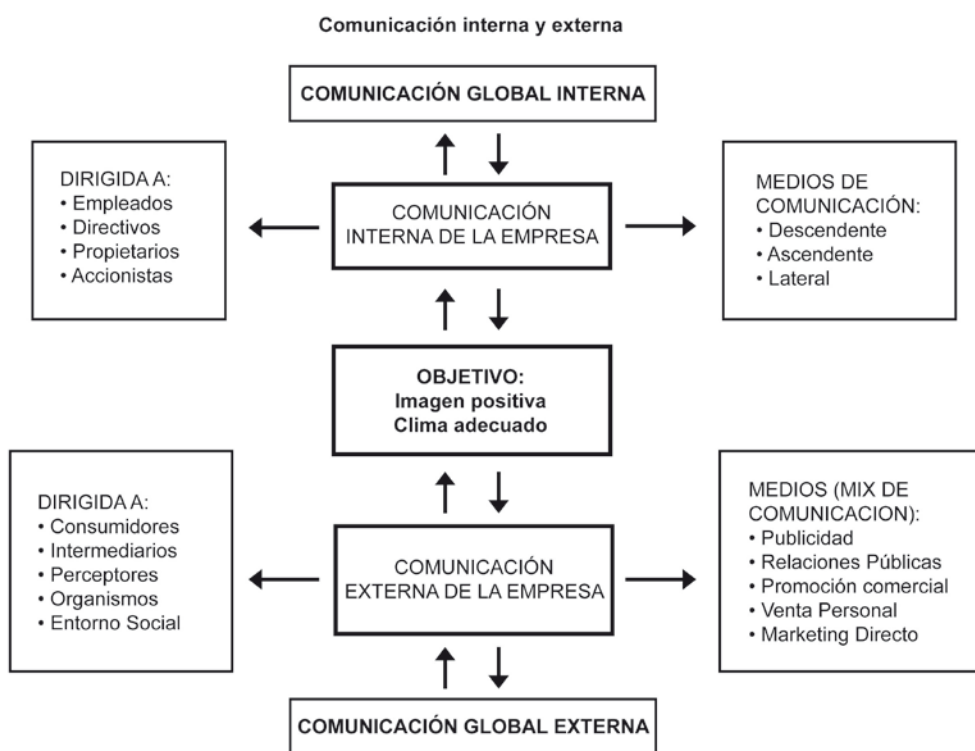 Comunicación interna y externa
COMUNICACIÓN GLOBAL INTERNA
DIRIGIDA A:
• Empleados
• Directivos
• Propietarios
• Accionistas
COMUNICACIÓN
INTERNA DE LA EMPRESA
MEDIOS DE
COMUNICACIÓN:
• Descendente
• Ascendente
• Lateral
OBJETIVO:
Imagen positiva
Clima adecuado
DIRIGIDA A:
• Consumidores
• Intermediarios
• Perceptores
• Organismos
• Entorno Social
COMUNICACIÓN
EXTERNA DE LA EMPRESA
MEDIOS (MIX DE
COMUNICACION):
• Publicidad
• Relaciones Públicas
• Promoción comercial
• Venta Personal
• Marketing Directo
COMUNICACIÓN GLOBAL EXTERNA